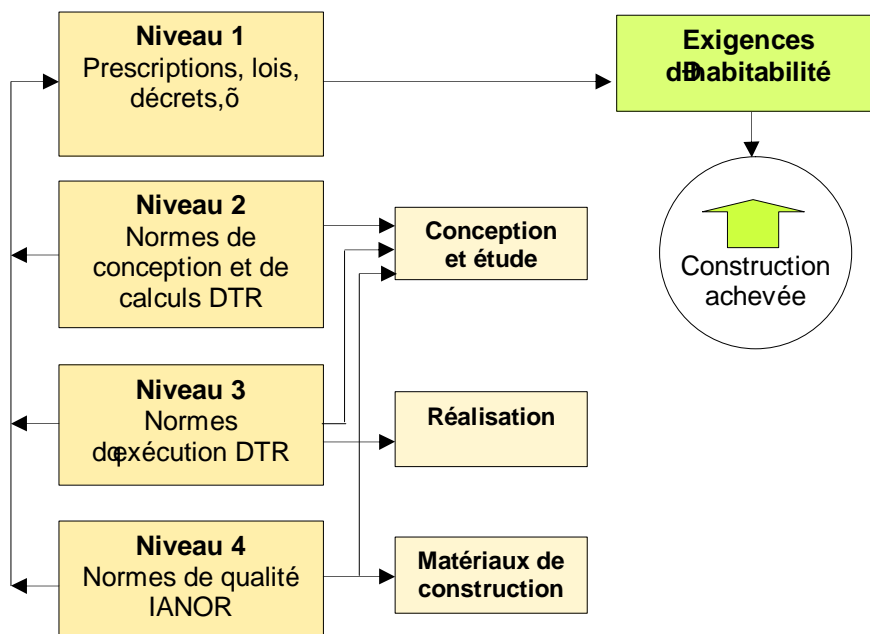 Niveau 1
Prescriptions, lois,
décrets,õ
Exigences
dÐhabitabilité
Niveau 2
Normes de
conception et de
calculs DTR
Conception
et étude
Construction
achevée
Niveau 3
Normes
dqexécution DTR
Réalisation
Niveau 4
Normes de qualité
IANOR
Matériaux de
construction